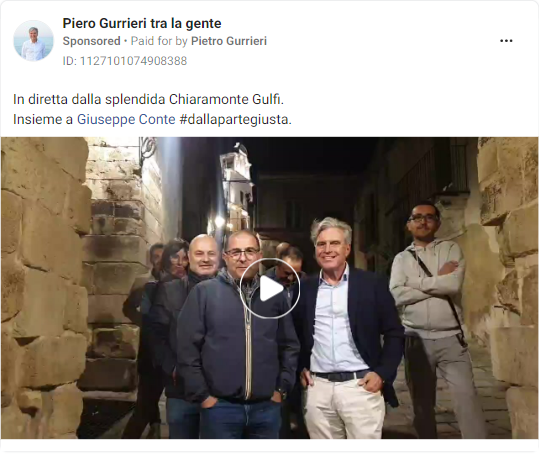 Piero Gurrieri tra la gente
Sponsored • Paid for by Pietro Gurrieri
ID: 1127101074908388
In diretta dalla splendida Chiaramonte Gulfi.
Insieme a Giuseppe Conte #dallapartegiusta.